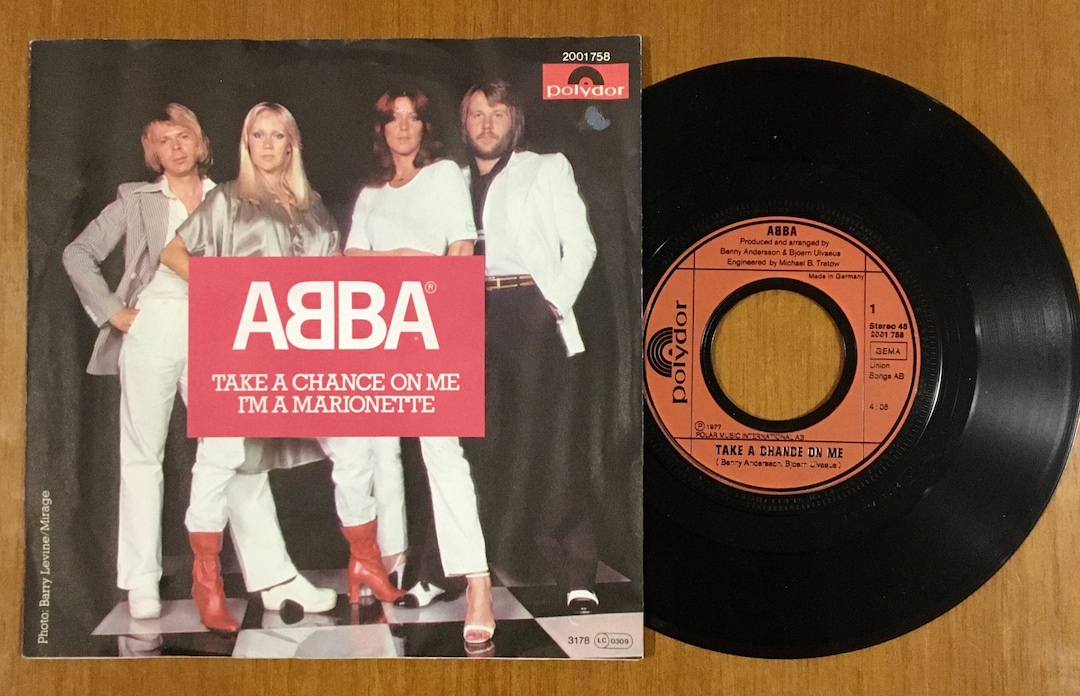 2001 758
polydor
ABBA®
TAKE A CHANCE ON ME
I'M A MARIONETTE
Photo: Barry Levine/Mirage
3178 LC 0309
ABBA
Produced and arranged by
Benny Andersson & Bjoern Ulvaeus
Engineered by Michael B. Tretow
Made in Germany
polydor
1
Stereo 45
2001 758
GEMA
Union
Songs AB
4:05
℗ 1977
POLAR MUSIC INTERNATIONAL AB
TAKE A CHANCE ON ME
(Benny Andersson, Bjoern Ulvaeus)